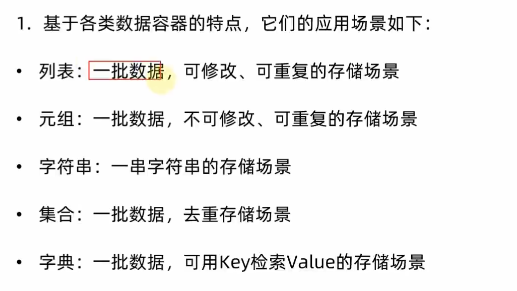 1. 基于各类数据容器的特点，它们的应用场景如下：
• 列表：一批数据，可修改、可重复的存储场景
• 元组：一批数据，不可修改、可重复的存储场景
• 字符串：一串字符串的存储场景
• 集合：一批数据，去重存储场景
• 字典：一批数据，可用Key检索Value的存储场景